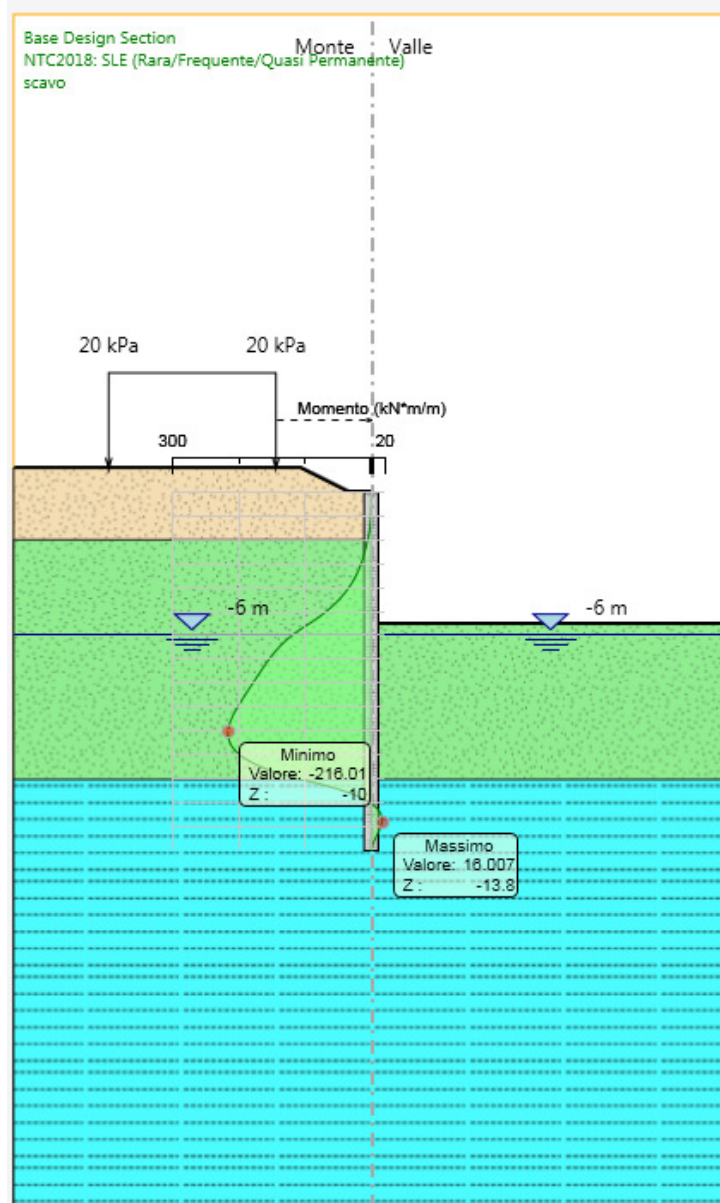 Base Design Section
Monte
Valle
NTC2018: SLE (Rara/Frequente/Quasi Permanente)
scavo
20 kPa
20 kPa
Momento (kN*m/m)
300
20
-6 m
-6 m
Minimo
Valore: -216.01
Z : -10
Massimo
Valore: 16.007
Z : -13.8